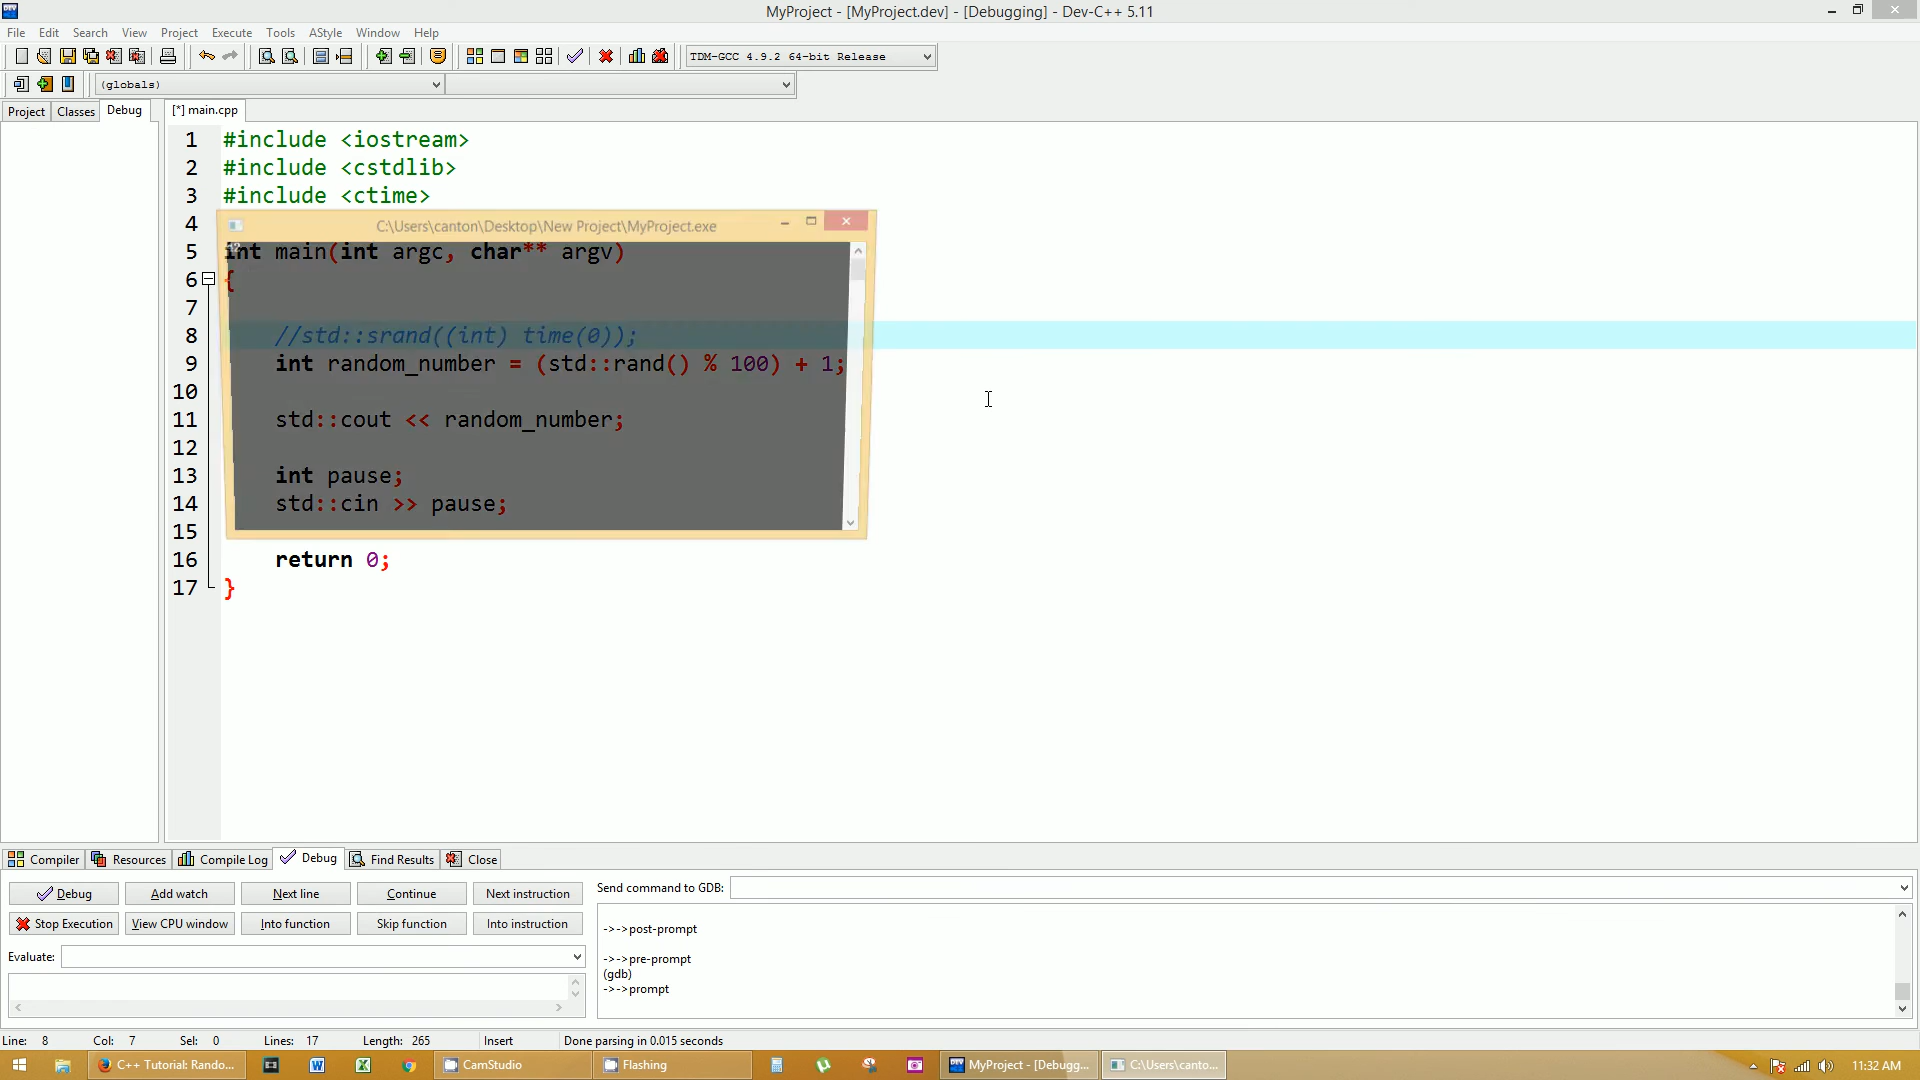 MyProject - [MyProject.dev] - [Debugging] - Dev-C++ 5.11
File Edit Search View Project Execute Tools AStyle Window Help
TDM-GCC 4.9.2 64-bit Release
(globals)
Project Classes Debug [*] main.cpp
1 #include <iostream>
2 #include <cstdlib>
3 #include <ctime>
4
C:\Users\canton\Desktop\New Project\MyProject.exe
5 int main(int argc, char** argv)
6 {
7
8 //std::srand((int) time(0));
9 int random_number = (std::rand() % 100) + 1;
10
11 std::cout << random_number;
12
13 int pause;
14 std::cin >> pause;
15
16 return 0;
17 }
Compiler Resources Compile Log Debug Find Results Close
Debug Add watch Next line Continue Next instruction Send command to GDB:
Stop Execution View CPU window Into function Skip function Into instruction
->->post-prompt
Evaluate:
->->pre-prompt
(gdb)
->->prompt
Line: 8 Col: 7 Sel: 0 Lines: 17 Length: 265 Insert Done parsing in 0.015 seconds
C++ Tutorial: Rando... CamStudio Flashing MyProject - [Debugg... C:\Users\canto... 11:32 AM